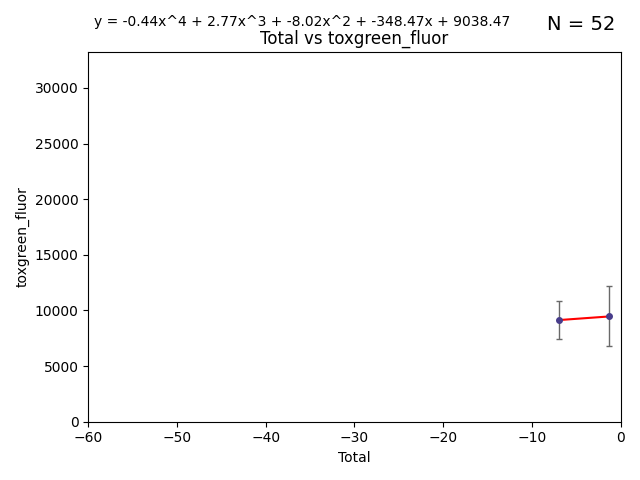 y = -0.44x^4 + 2.77x^3 + -8.02x^2 + -348.47x + 9038.47
N = 52
Total vs toxgreen_fluor
30000
25000
20000
15000
10000
5000
0
toxgreen_fluor
−60
−50
−40
−30
−20
−10
0
Total